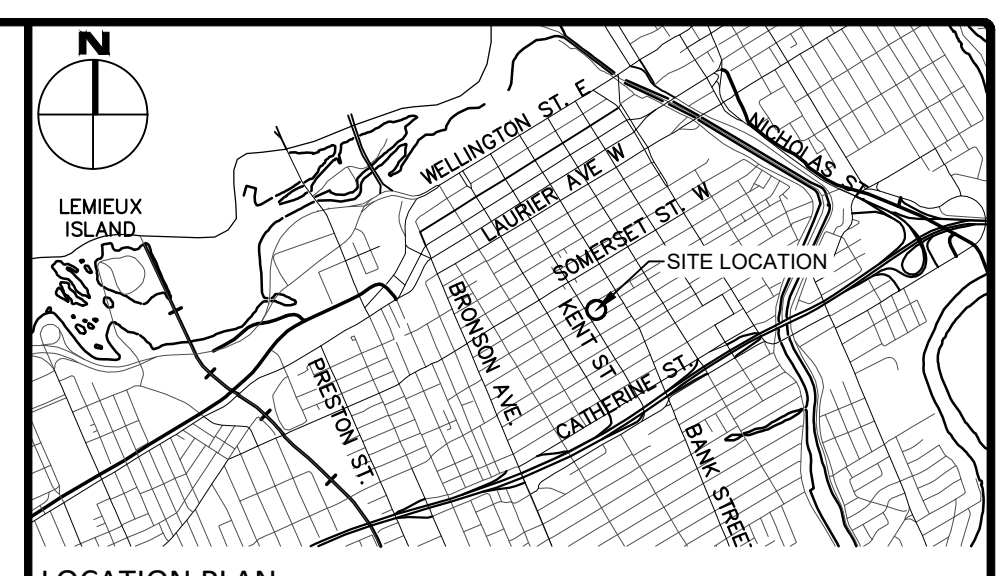 N
WELLINGTON ST. E
NICHOLAS ST
LAURIER AVE W
LEMIEUX
ISLAND
SOMERSET ST. W
SITE LOCATION
BRONSON AVE.
KENT ST
PRESTON ST.
CATHERINE ST.
BANK STREE
LOCATION PLAN